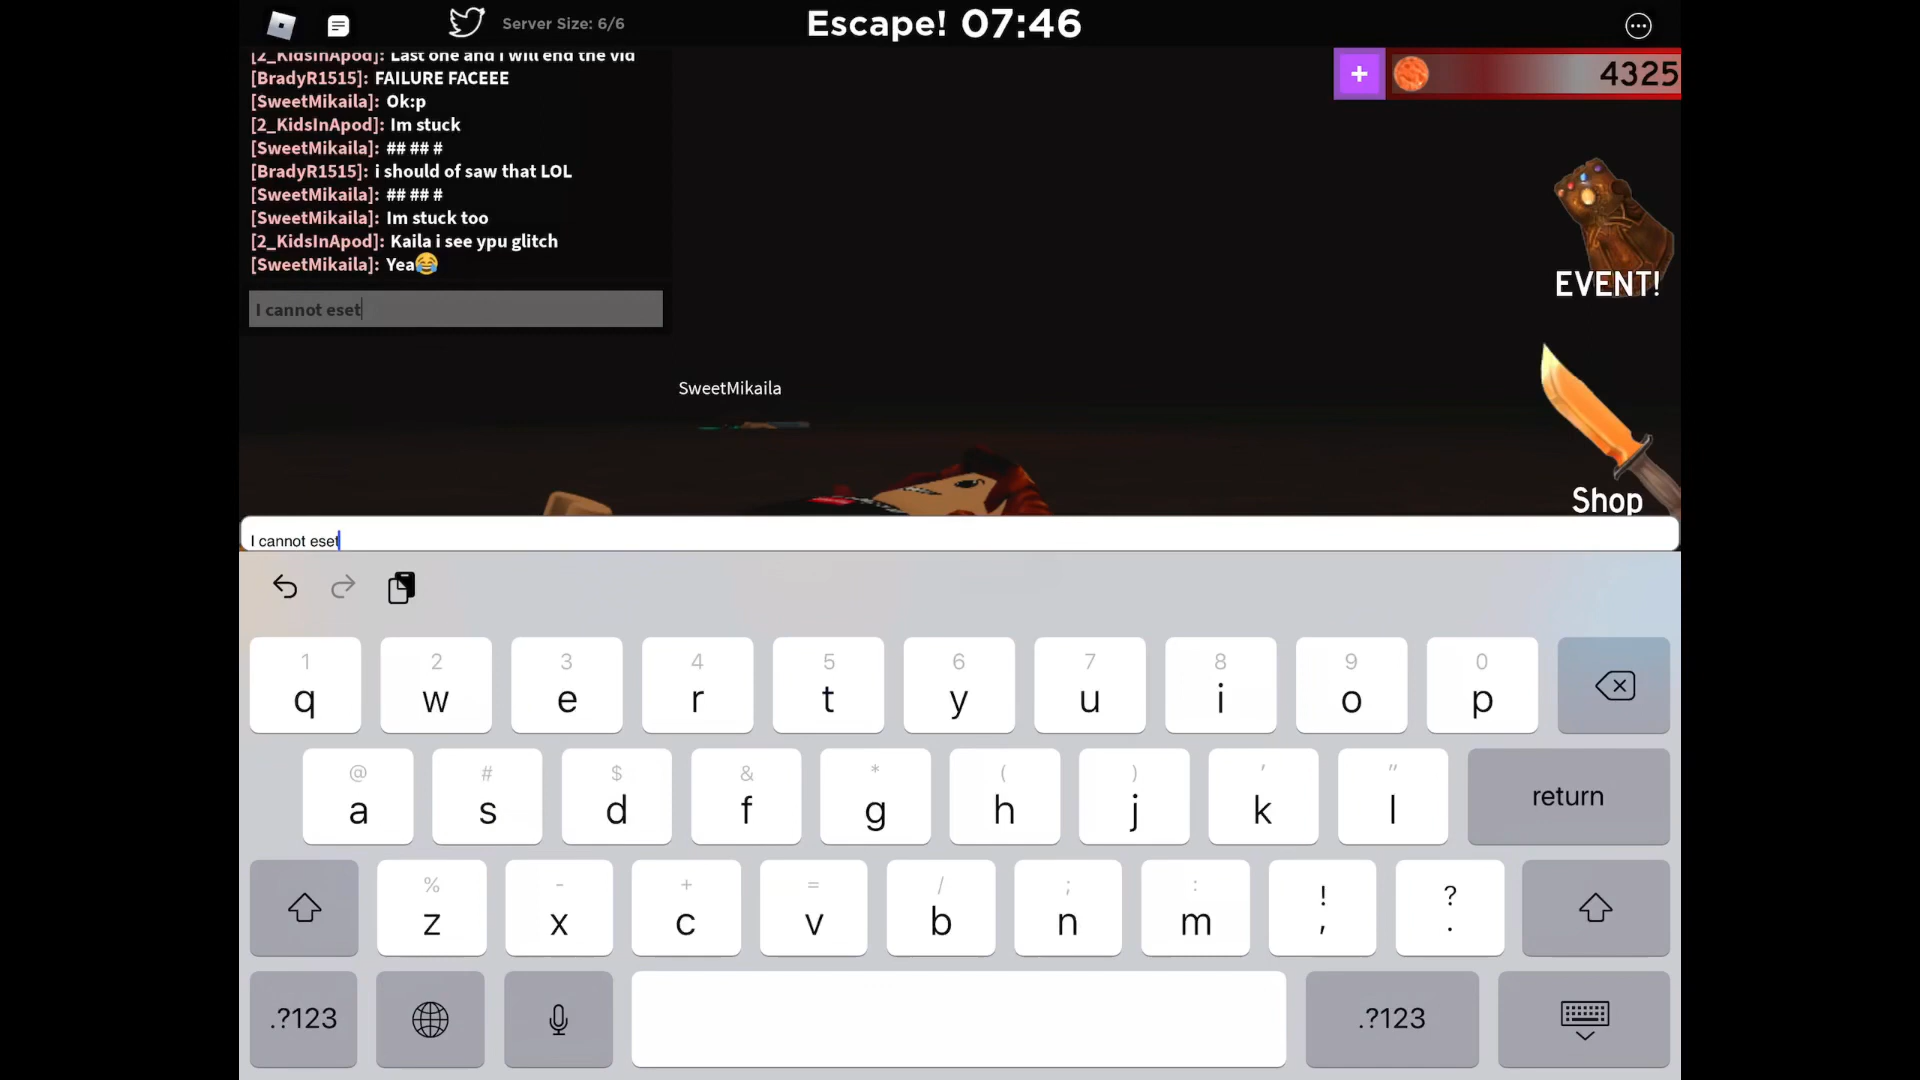 Server Size: 6/6
Escape! 07:46
[2_KidsInApod]: Last one and i will end the vid
[BradyR1515]: FAILURE FACEEE
[SweetMikaila]: Ok:p
[2_KidsInApod]: Im stuck
[SweetMikaila]: ## ## #
[BradyR1515]: i should of saw that LOL
[SweetMikaila]: ## ## #
[SweetMikaila]: Im stuck too
[2_KidsInApod]: Kaila i see ypu glitch
[SweetMikaila]: Yea😂
I cannot eset
+ 4325
EVENT!
SweetMikaila
Shop
I cannot eset
1 2 3 4 5 6 7 8 9 0
q w e r t y u i o p
@ # $ & * ( ) ' "
a s d f g h j k l return
% - + = / ; : ! ?
z x c v b n m , .
.?123 .?123